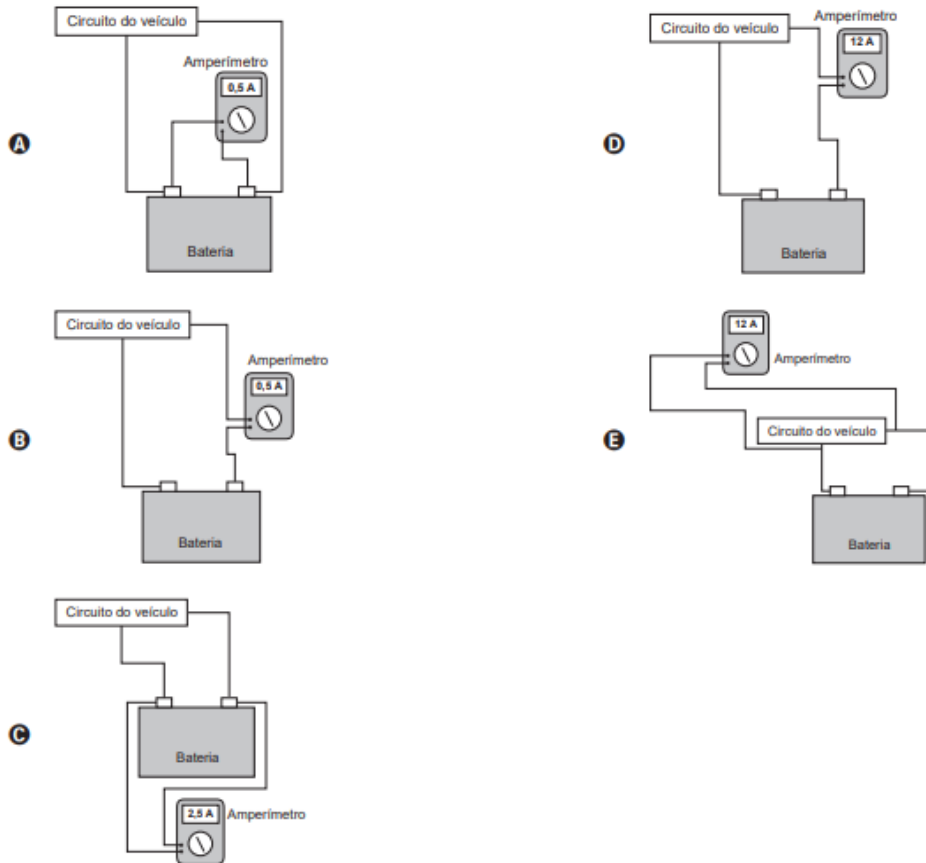 Circuito do veículo
Amperímetro
0,5 A
A
Bateria
Circuito do veículo
Amperímetro
0,5 A
B
Bateria
Circuito do veículo
C
Bateria
2,5 A
Amperímetro
Amperímetro
Circuito do veículo
12 A
D
Bateria
12 A
Amperímetro
Circuito do veículo
E
Bateria